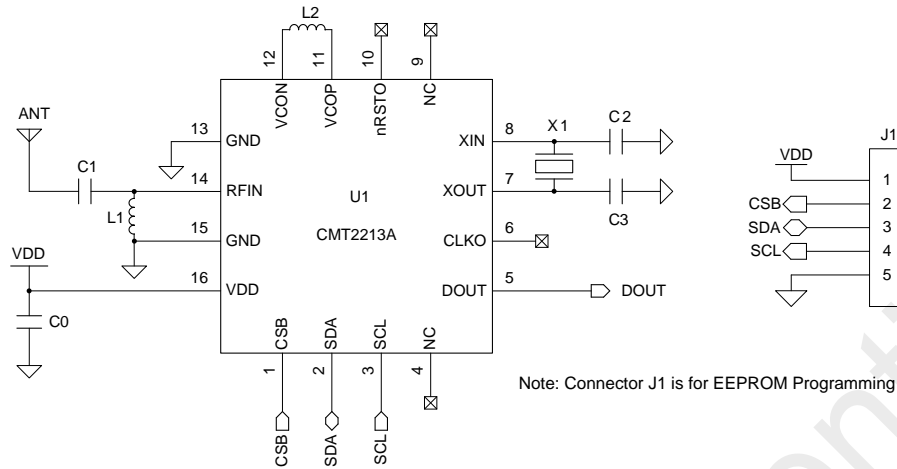 L2
12
11
10
9
VCON
VCOP
nRSTO
NC
ANT
C1
L1
13
GND
14
RFIN
15
GND
16
VDD
VDD
C0
U1
CMT2213A
XIN
8
X1
C2
XOUT
7
C3
CLKO
6
DOUT
5
DOUT
CSB
SDA
SCL
NC
1
2
3
4
CSB
SDA
SCL
J1
VDD
1
CSB
2
SDA
3
SCL
4
5
Note: Connector J1 is for EEPROM Programming